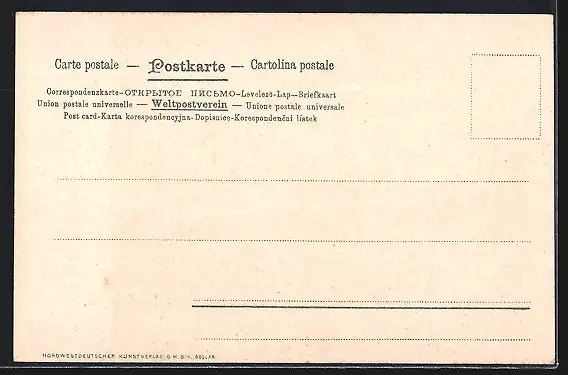 Carte postale — Postkarte — Cartolina postale
Correspondenzkarte-ОТКРЫТОЕ ПИСЬМО-Levelező-Lap—Briefkaart
Union postale universelle — Weltpostverein — Unione postale universale
Post card-Karta korespondencyjna-Dopisnice-Korespondenční lístek
NORDWESTDEUTSCHER KUNSTVERLAG G. M. B. H., GOSLAR.